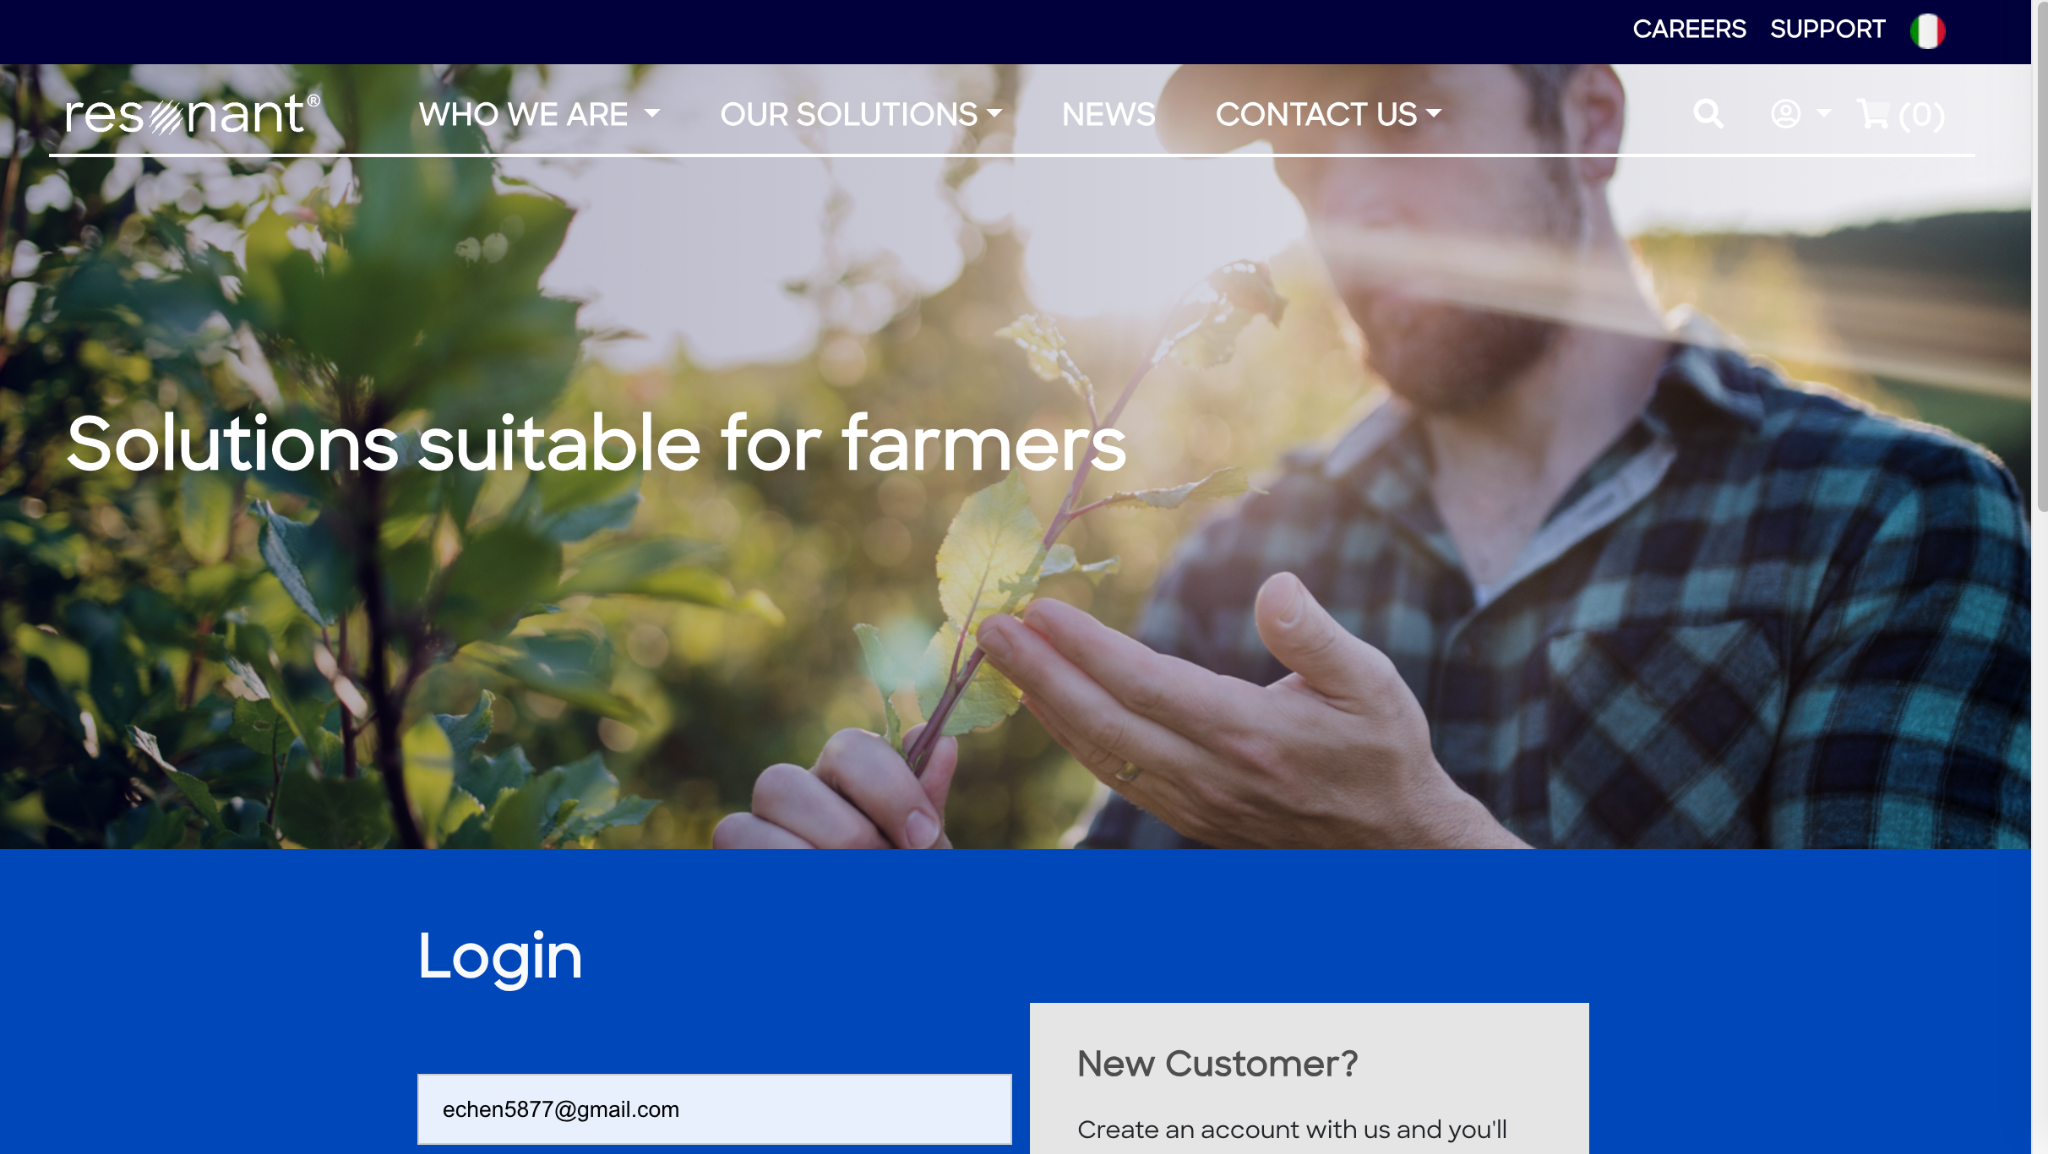 CAREERS SUPPORT
resonant® WHO WE ARE OUR SOLUTIONS NEWS CONTACT US (0)
Solutions suitable for farmers
Login
New Customer?
echen5877@gmail.com
Create an account with us and you'll